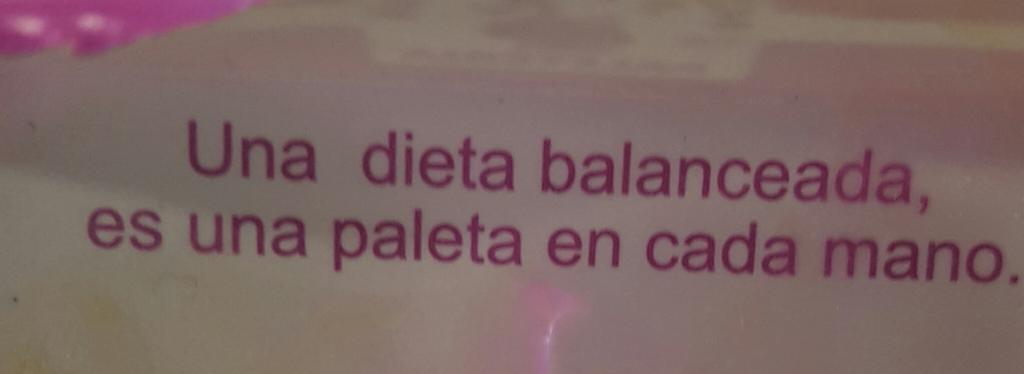 Una dieta balanceada,
es una paleta en cada mano.